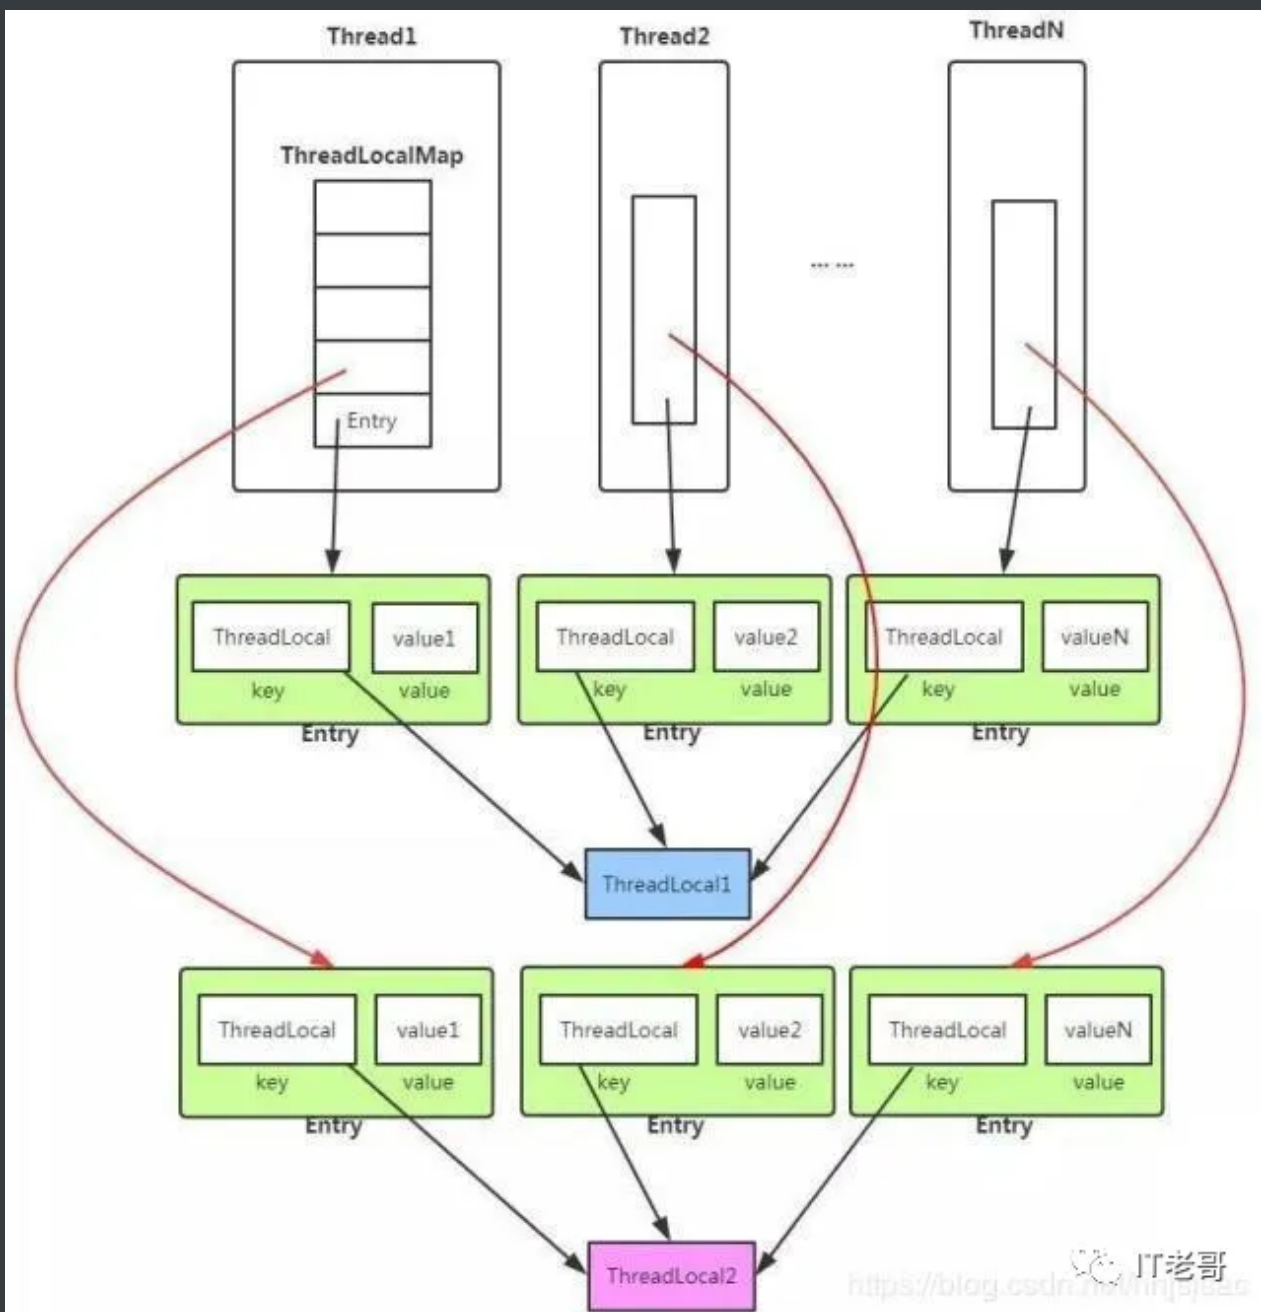 Thread1 Thread2 ThreadN
ThreadLocalMap
... ...
Entry
ThreadLocal value1 ThreadLocal value2 ThreadLocal valueN
key value key value key value
Entry Entry Entry
ThreadLocal1
ThreadLocal value1 ThreadLocal value2 ThreadLocal valueN
key value key value key value
Entry Entry Entry
ThreadLocal2
IT老哥